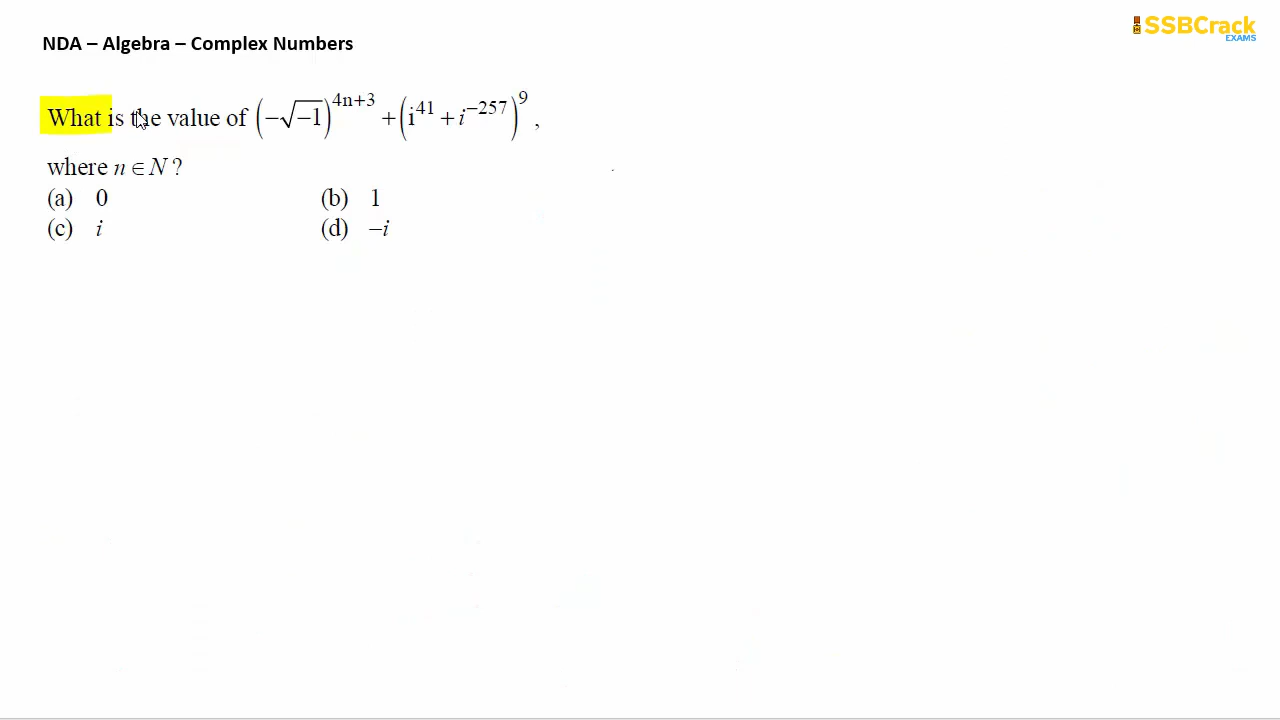 SSBCrack
EXAMS
NDA – Algebra – Complex Numbers
What is the value of (−√−1)^{4n+3} + (i^{41} + i^{−257})^{9},
where n ∈ N ?
(a) 0 (b) 1
(c) i (d) −i